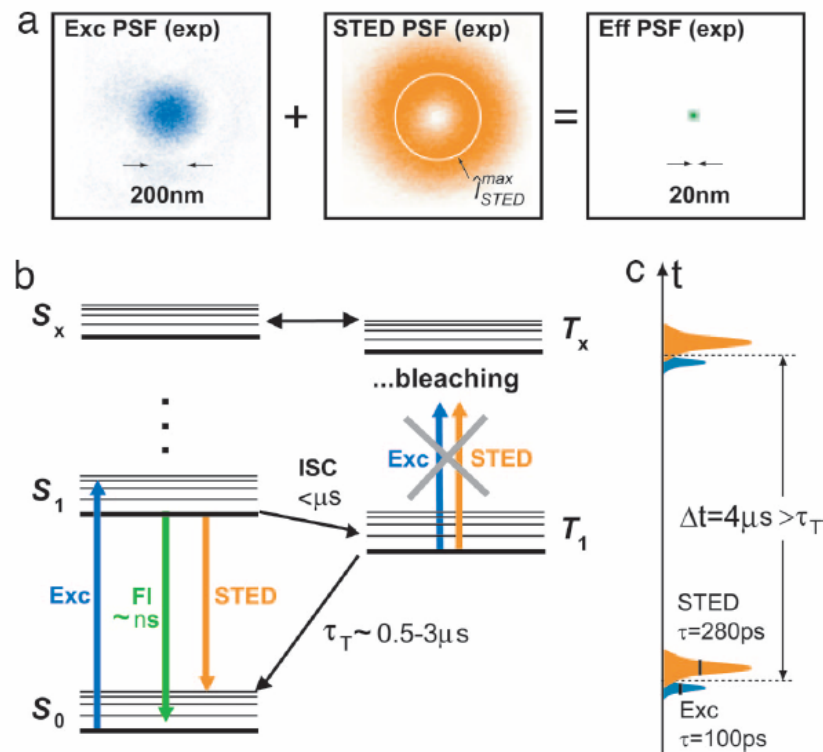 a
Exc PSF (exp)
STED PSF (exp)
Eff PSF (exp)
+
=
200nm
I^max_STED
20nm
b
S_x
T_x
...bleaching
S_1
ISC
<μs
Exc
STED
T_1
Exc
Fl
~ns
STED
τ_T~ 0.5-3μs
S_0
c
t
Δt=4μs>τ_T
STED
τ=280ps
Exc
τ=100ps